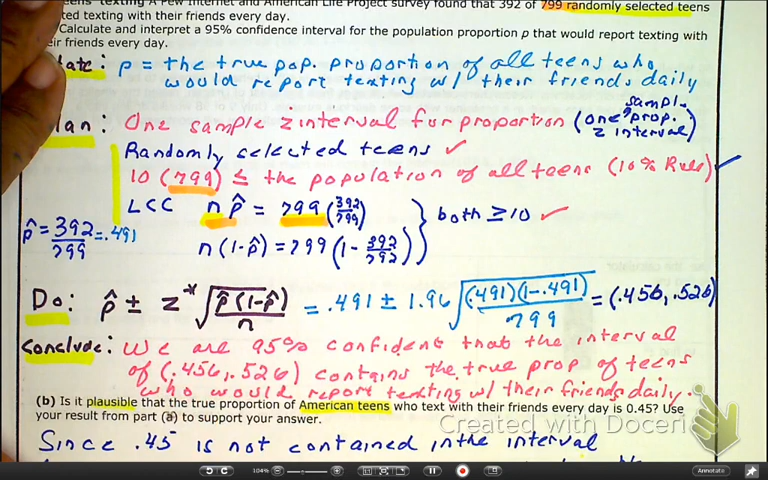 teens' texting A Pew Internet and American Life Project survey found that 392 of 799 randomly selected teens
ted texting with their friends every day.
Calculate and interpret a 95% confidence interval for the population proportion p that would report texting with
eir friends every day.
tate: p = the true pop. proportion of all teens who
would report texting w/ their friends daily
lan: One sample z interval for proportion (one sampl. prop. z interval)
Randomly selected teens ✓
10 (799) ≤ the population of all teens (10% Rule) ✓
LCC n p̂ = 799 (392/799)
both ≥ 10 ✓
p̂ = 392/799 = .491
n(1-p̂) = 799 (1 - 392/799)
Do: p̂ ± z* √(p̂(1-p̂)/n) = .491 ± 1.96 √((.491)(1-.491)/799) = (.456, .526)
Conclude: We are 95% confident that the interval
of (.456, .526) contains the true prop of teens
who would report texting w/ their friends daily.
(b) Is it plausible that the true proportion of American teens who text with their friends every day is 0.45? Use
your result from part (a) to support your answer.
Created with Doceri
Since .45 is not contained in the interval
104%
Annotate